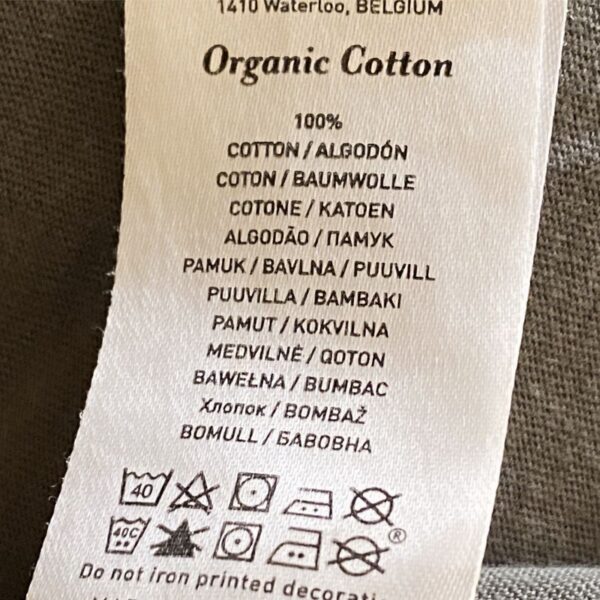 1410 Waterloo, BELGIUM
Organic Cotton
100%
COTTON / ALGODÓN
COTON / BAUMWOLLE
COTONE / KATOEN
ALGODÃO / ПАМУК
PAMUK / BAVLNA / PUUVILL
PUUVILLA / BAMBAKI
PAMUT / KOKVILNA
MEDVILNĖ / QOTON
BAWEŁNA / BUMBAC
Хлопок / BOMBAŽ
BOMULL / БАВОВНА
40
40C ®
Do not iron printed decorati